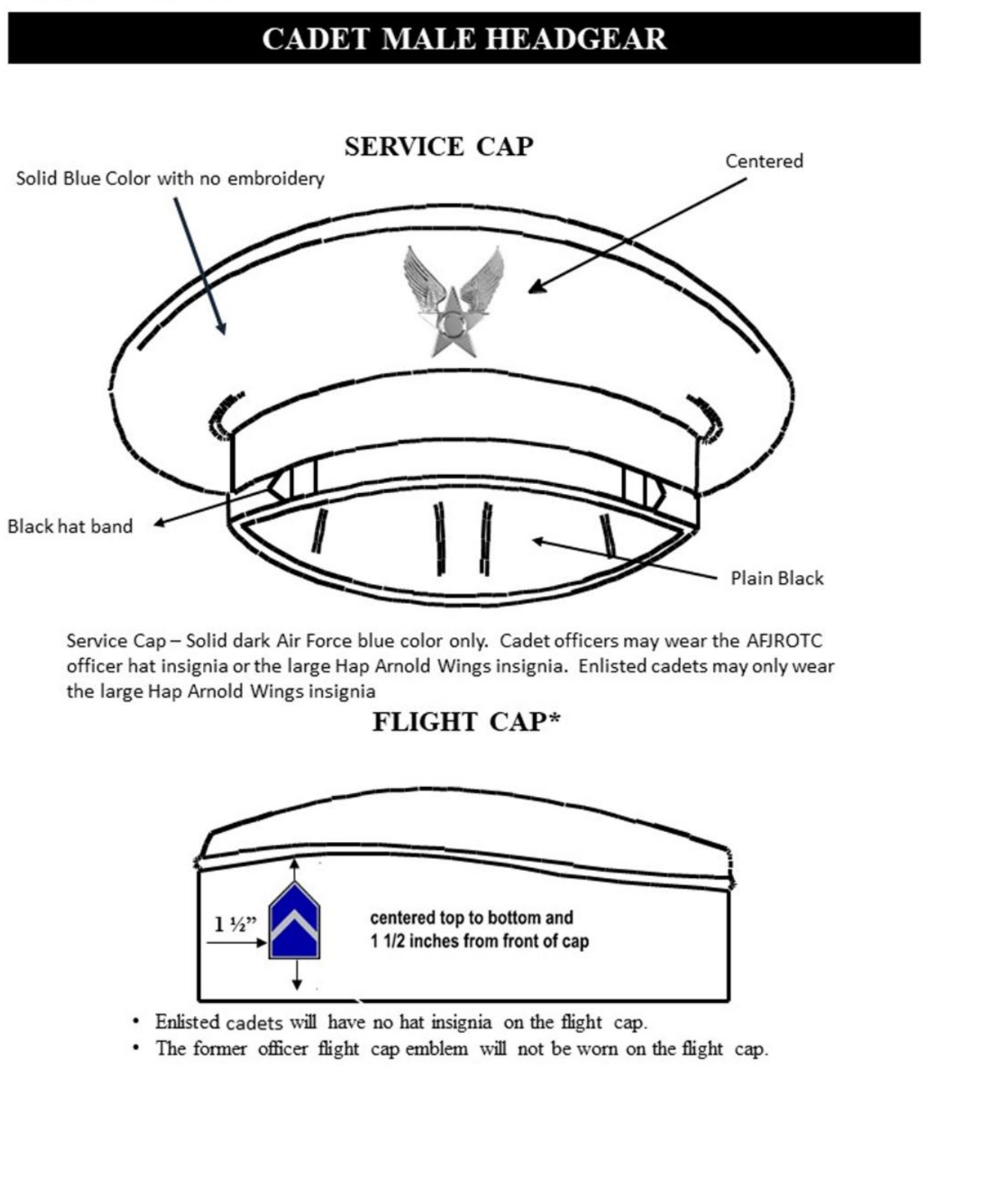 CADET MALE HEADGEAR
SERVICE CAP
Centered
Solid Blue Color with no embroidery
Black hat band
Plain Black
Service Cap – Solid dark Air Force blue color only. Cadet officers may wear the AFJROTC
officer hat insignia or the large Hap Arnold Wings insignia. Enlisted cadets may only wear
the large Hap Arnold Wings insignia
FLIGHT CAP*
1 ½”
centered top to bottom and
1 1/2 inches from front of cap
• Enlisted cadets will have no hat insignia on the flight cap.
• The former officer flight cap emblem will not be worn on the flight cap.